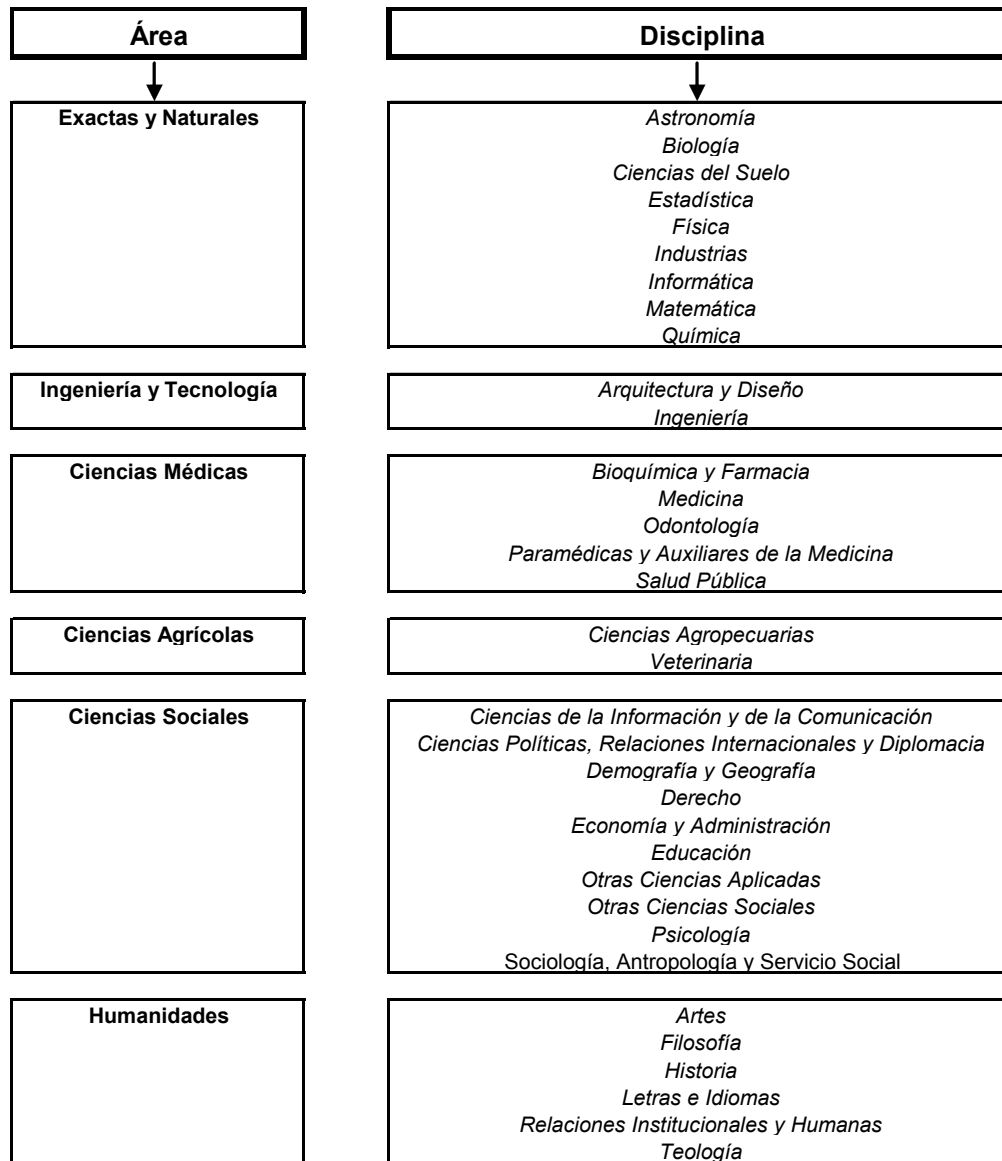 Área
Disciplina
Exactas y Naturales
Astronomía
Biología
Ciencias del Suelo
Estadística
Física
Industrias
Informática
Matemática
Química
Ingeniería y Tecnología
Arquitectura y Diseño
Ingeniería
Ciencias Médicas
Bioquímica y Farmacia
Medicina
Odontología
Paramédicas y Auxiliares de la Medicina
Salud Pública
Ciencias Agrícolas
Ciencias Agropecuarias
Veterinaria
Ciencias Sociales
Ciencias de la Información y de la Comunicación
Ciencias Políticas, Relaciones Internacionales y Diplomacia
Demografía y Geografía
Derecho
Economía y Administración
Educación
Otras Ciencias Aplicadas
Otras Ciencias Sociales
Psicología
Sociología, Antropología y Servicio Social
Humanidades
Artes
Filosofía
Historia
Letras e Idiomas
Relaciones Institucionales y Humanas
Teología